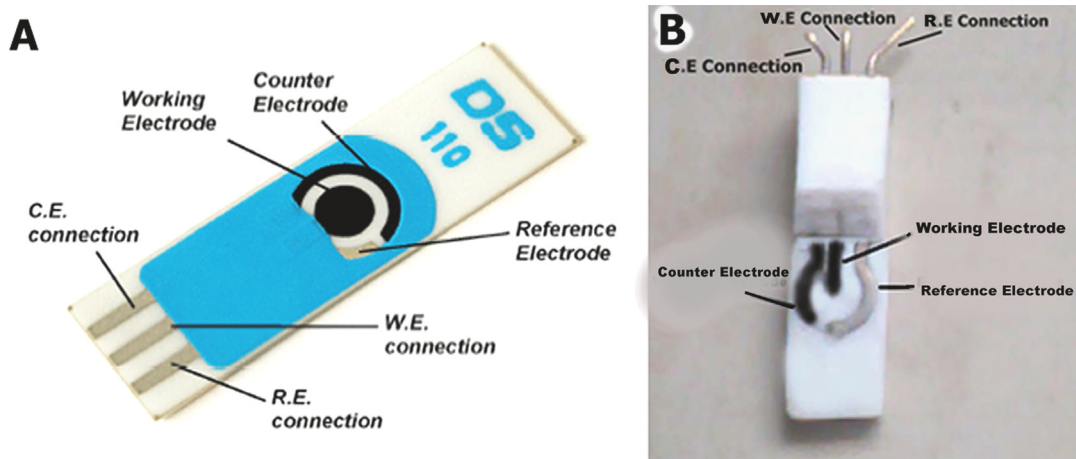 A
Working
Electrode
Counter
Electrode
DS
110
C.E.
connection
Reference
Electrode
W.E.
connection
R.E.
connection
B
W.E Connection
R.E Connection
C.E Connection
Working Electrode
Counter Electrode
Reference Electrode